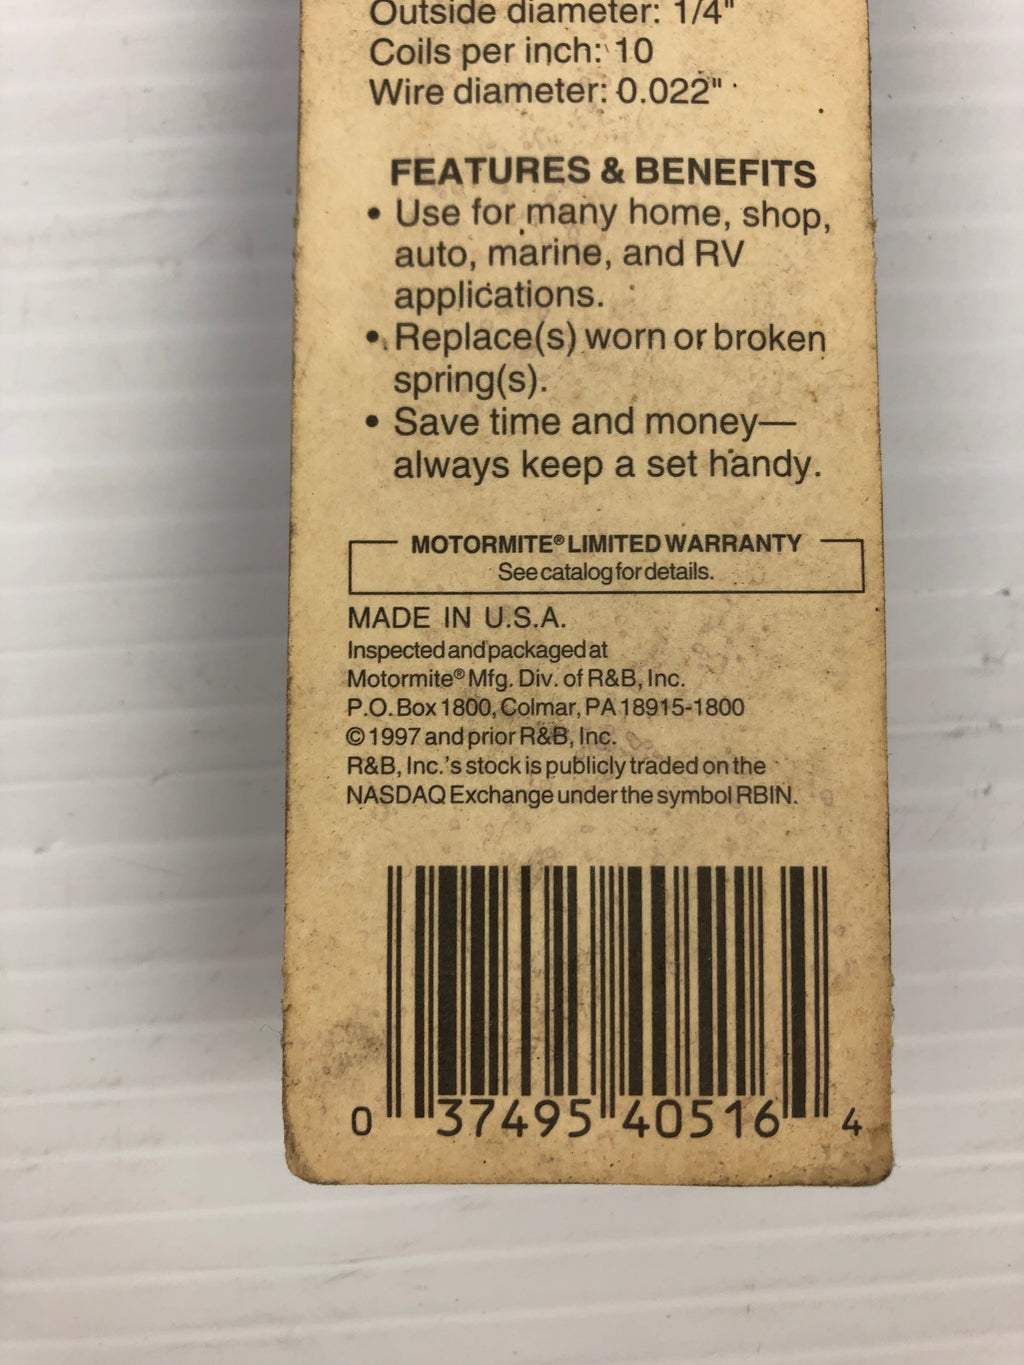 Outside diameter: 1/4"
Coils per inch: 10
Wire diameter: 0.022"
FEATURES & BENEFITS
• Use for many home, shop,
auto, marine, and RV
applications.
• Replace(s) worn or broken
spring(s).
• Save time and money—
always keep a set handy.
MOTORMITE® LIMITED WARRANTY
See catalog for details.
MADE IN U.S.A.
Inspected and packaged at
Motormite® Mfg. Div. of R&B, Inc.
P.O. Box 1800, Colmar, PA 18915-1800
© 1997 and prior R&B, Inc.
R&B, Inc.'s stock is publicly traded on the
NASDAQ Exchange under the symbol RBIN.
0 37495 40516 4